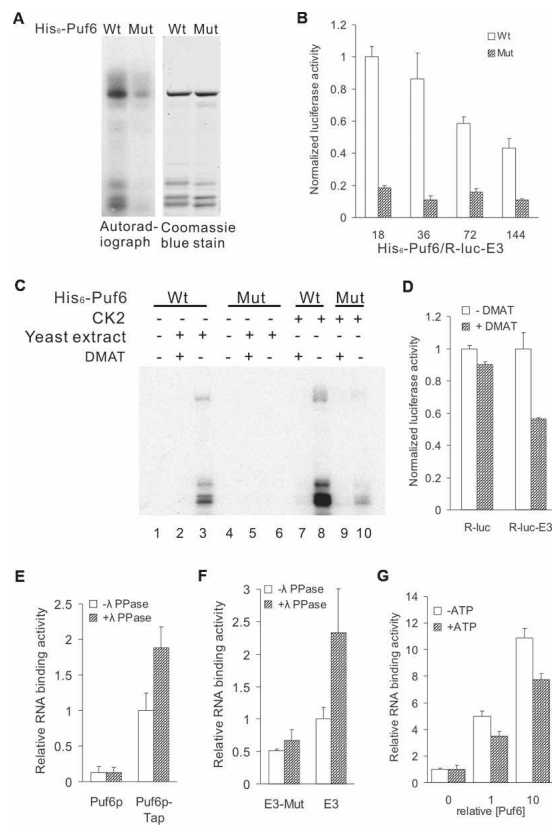 A
His₆-Puf6 Wt Mut
Autorad-
iograph
Coomassie
blue stain
B
Normalized luciferase activity
Wt
Mut
1.2
1
0.8
0.6
0.4
0.2
0
18 36 72 144
His₆-Puf6/R-luc-E3
C
His₆-Puf6 Wt Mut Wt Mut
CK2 - - - - - - + + + +
Yeast extract - + + - + + - - - -
DMAT - + - - + - + - + -
1 2 3 4 5 6 7 8 9 10
D
Normalized luciferase activity
- DMAT
+ DMAT
1.2
1
0.8
0.6
0.4
0.2
0
R-luc R-luc-E3
E
Relative RNA binding activity
-λ PPase
+λ PPase
2.5
2
1.5
1
0.5
0
Puf6p Puf6p-
Tap
F
Relative RNA binding activity
-λ PPase
+λ PPase
3
2.5
2
1.5
1
0.5
0
E3-Mut E3
G
Relative RNA binding activity
-ATP
+ATP
14
12
10
8
6
4
2
0
0 1 10
relative [Puf6]